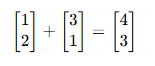 [1 2] + [3 1] = [4 3]